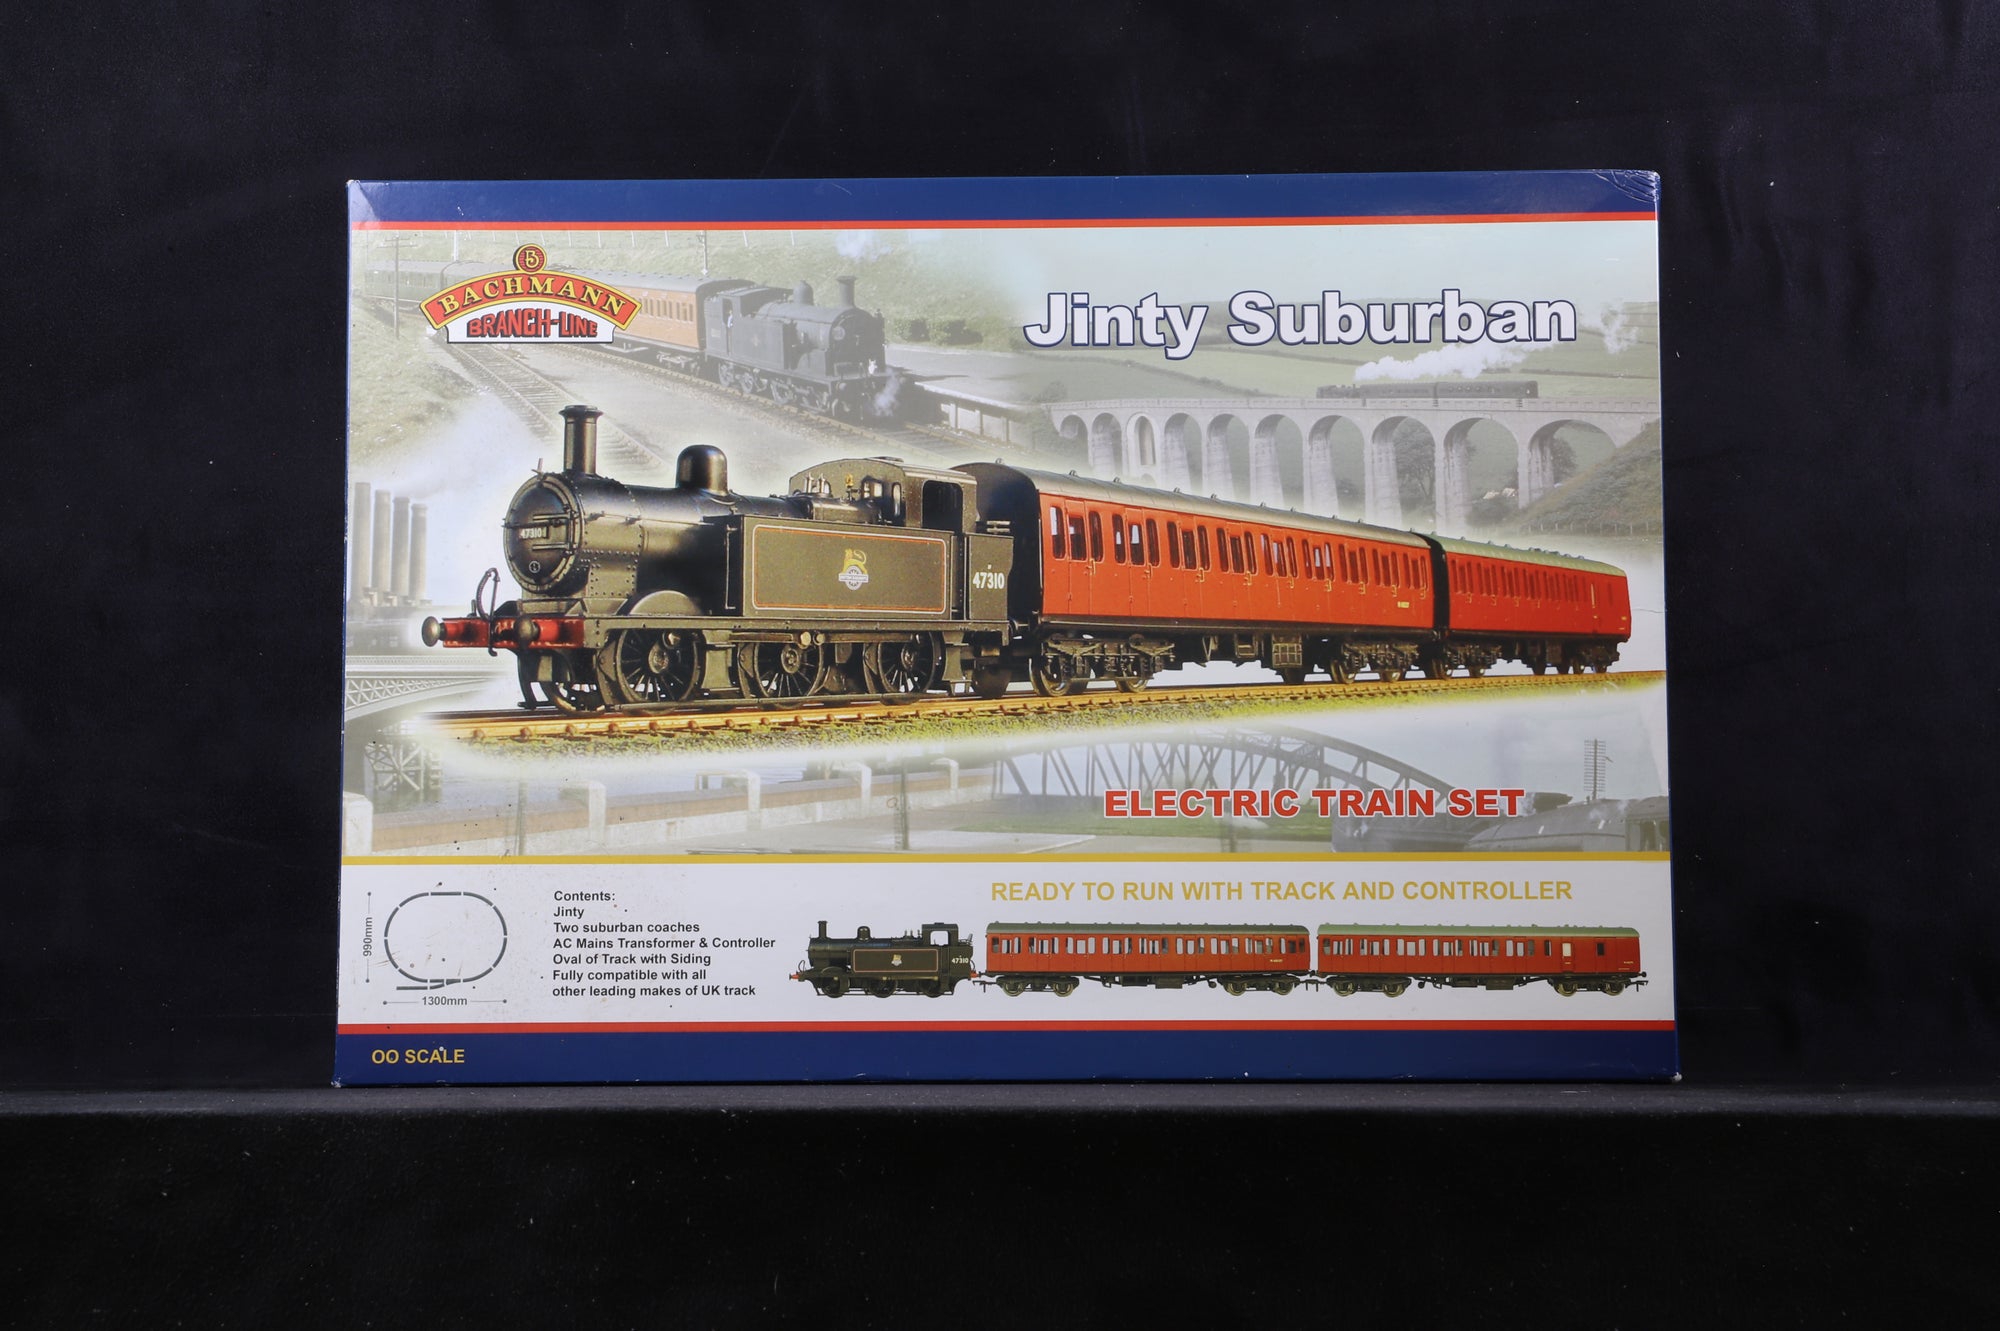 B
BACHMANN
BRANCH-LINE
Jinty Suburban
47310
47310
ELECTRIC TRAIN SET
READY TO RUN WITH TRACK AND CONTROLLER
990mm
1300mm
Contents:
Jinty
Two suburban coaches
AC Mains Transformer & Controller
Oval of Track with Siding
Fully compatible with all
other leading makes of UK track
47310
OO SCALE